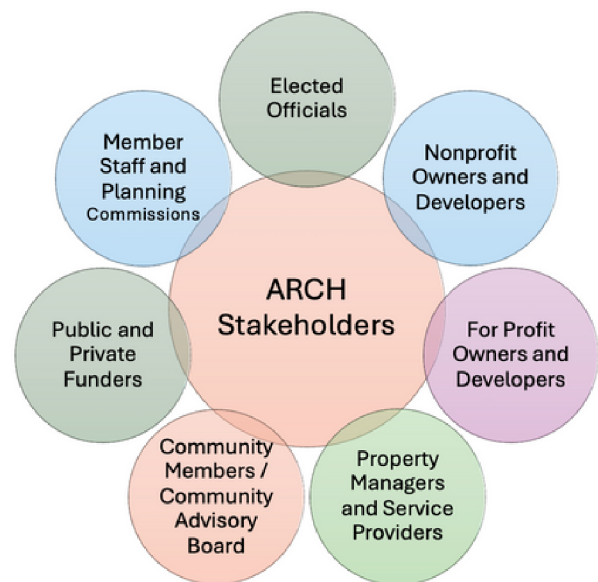 Elected
Officials
Member
Staff and
Planning
Commissions
Nonprofit
Owners and
Developers
ARCH
Stakeholders
Public and
Private
Funders
For Profit
Owners and
Developers
Community
Members /
Community
Advisory
Board
Property
Managers
and Service
Providers